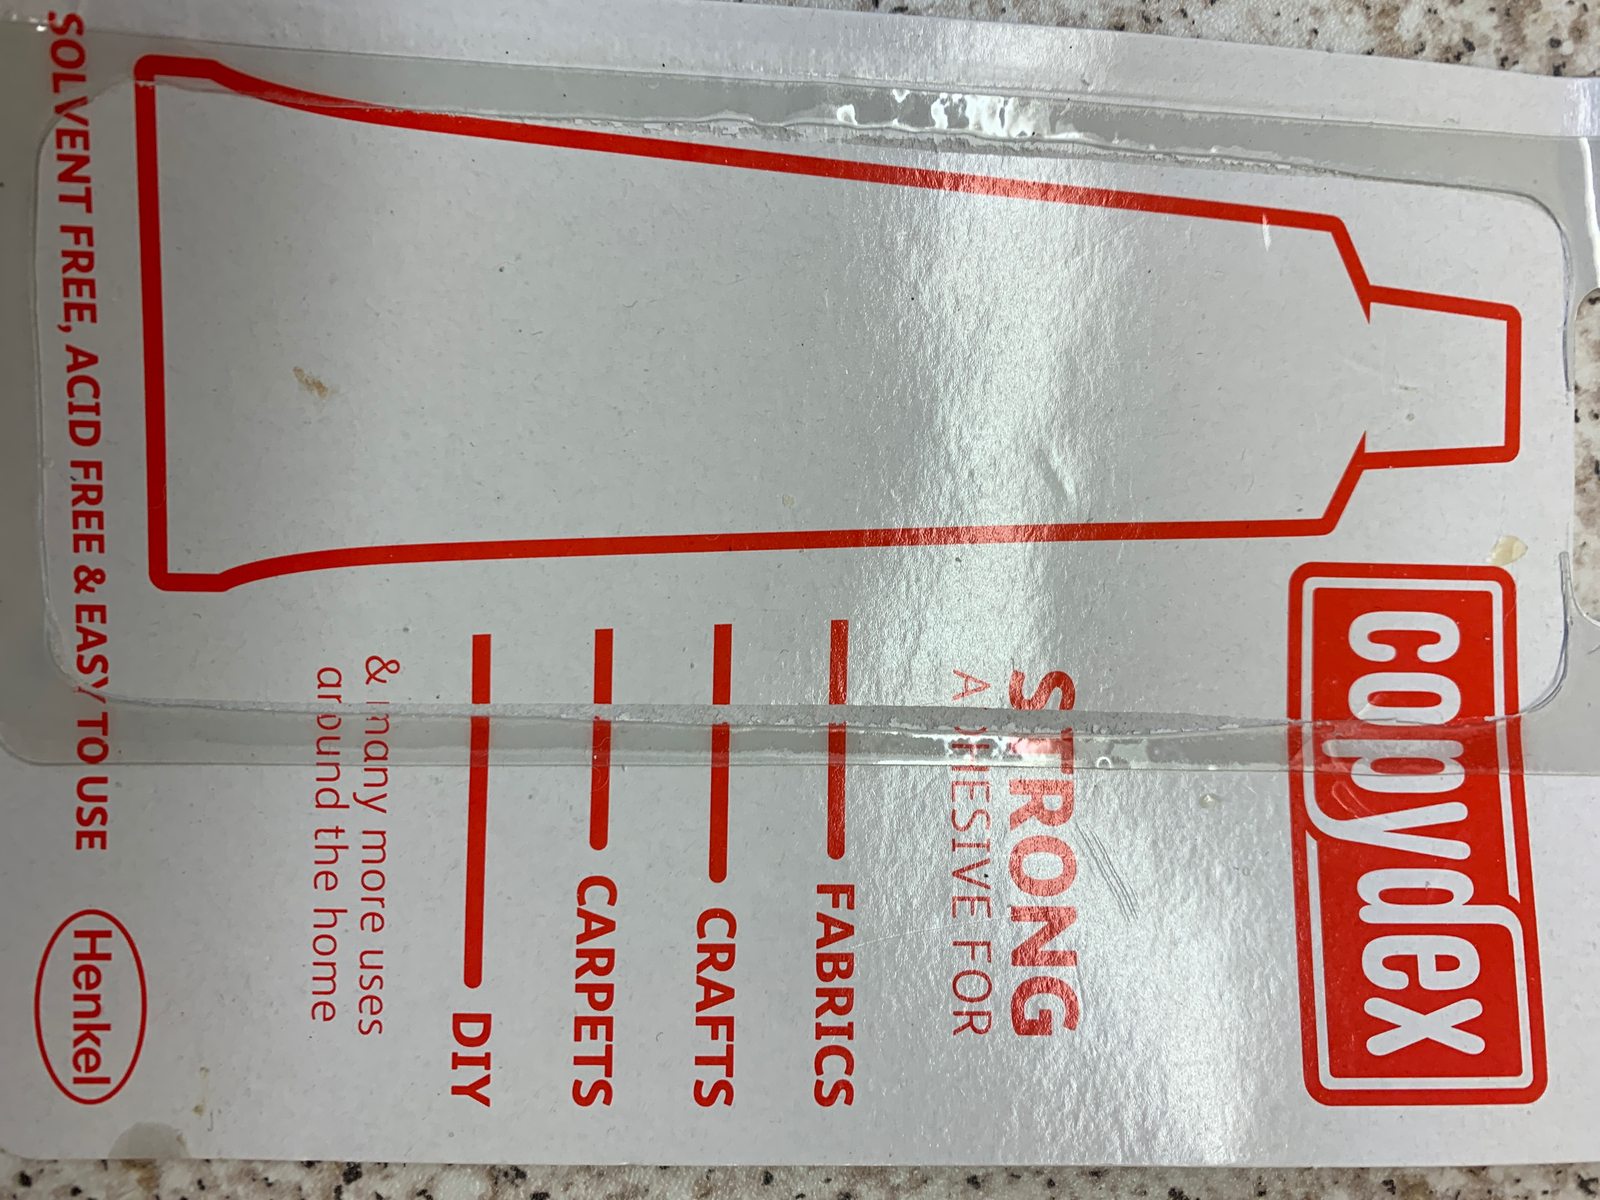 copydex
STRONG
ADHESIVE FOR
FABRICS
CRAFTS
CARPETS
DIY
& many more uses
around the home
SOLVENT FREE, ACID FREE & EASY TO USE
Henkel